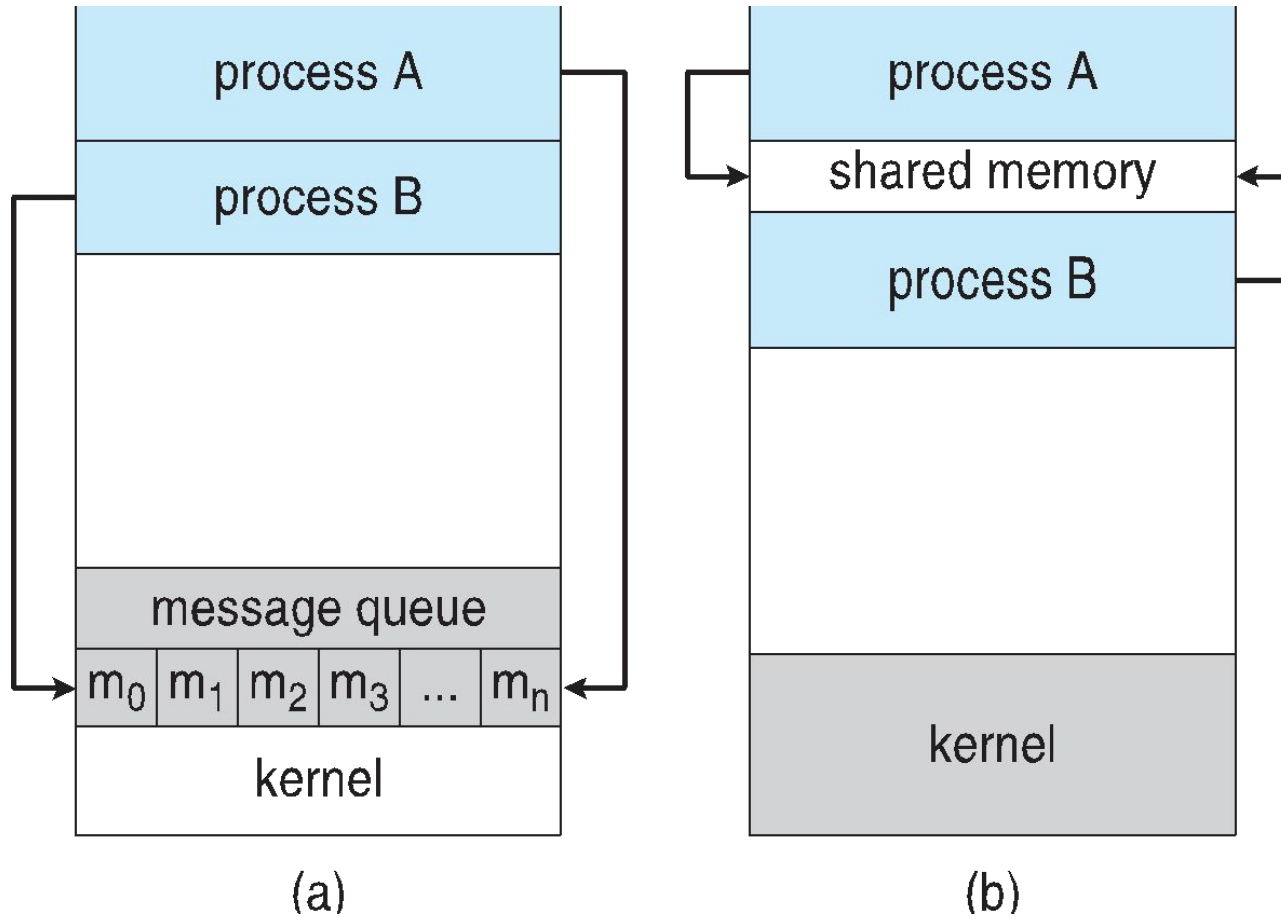 process A
process B
message queue
m₀ m₁ m₂ m₃ ... mₙ
kernel
(a)
process A
shared memory
process B
kernel
(b)